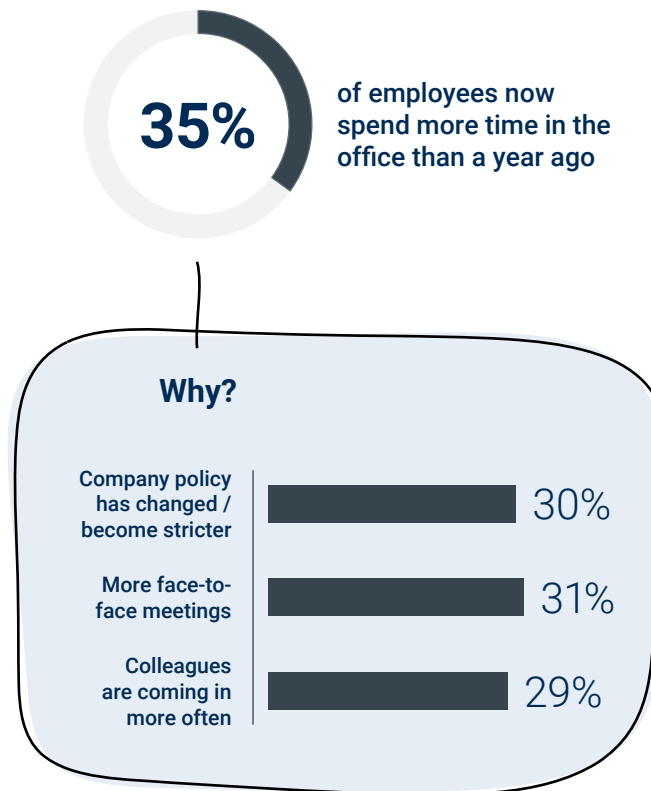 35%
of employees now
spend more time in the
office than a year ago
Why?
Company policy
has changed /
become stricter
30%
More face-to-
face meetings
31%
Colleagues
are coming in
more often
29%